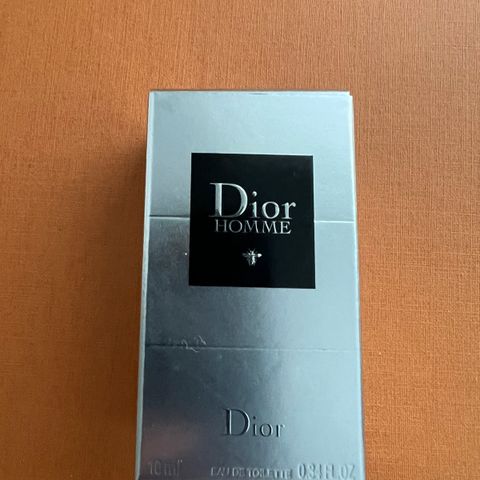 Dior
HOMME
Dior
10 ml EAU DE TOILETTE 0.34 FL.OZ